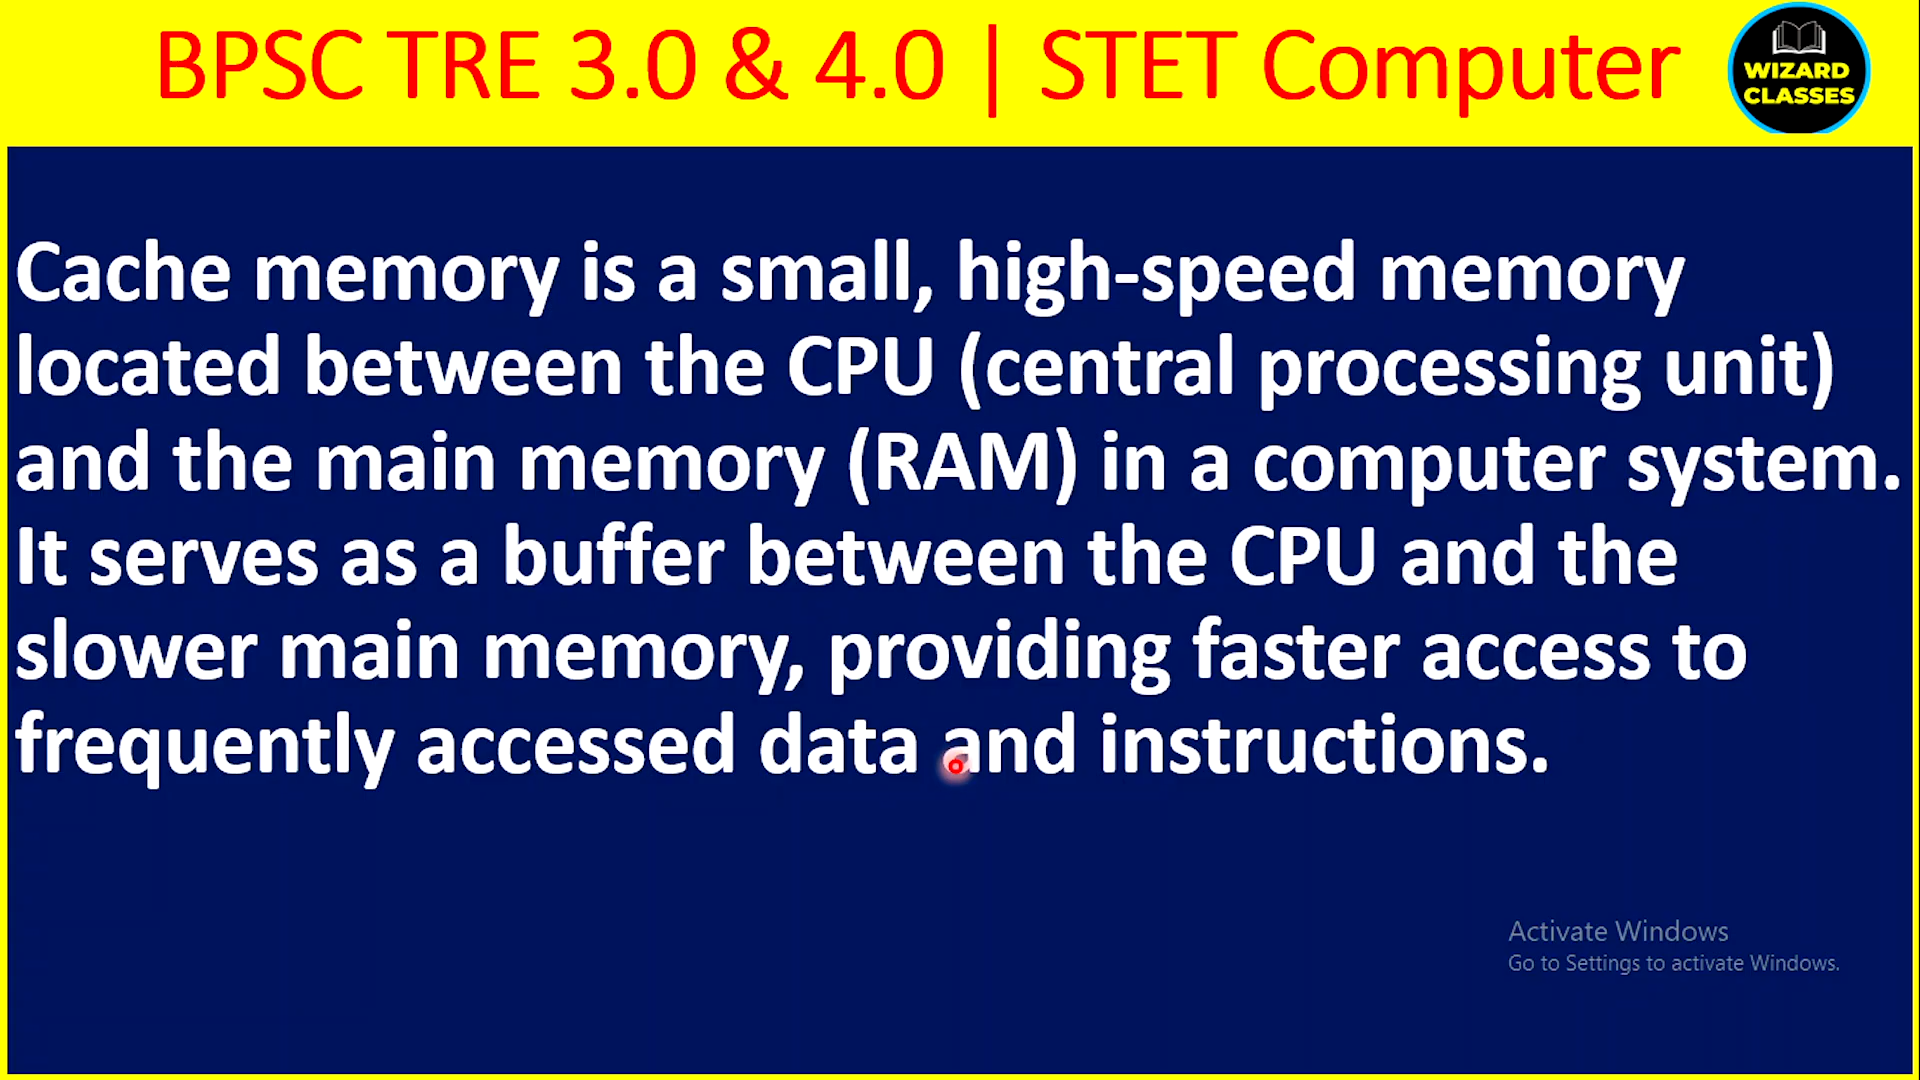 BPSC TRE 3.0 & 4.0 | STET Computer
WIZARD
CLASSES
Cache memory is a small, high-speed memory
located between the CPU (central processing unit)
and the main memory (RAM) in a computer system.
It serves as a buffer between the CPU and the
slower main memory, providing faster access to
frequently accessed data and instructions.
Activate Windows
Go to Settings to activate Windows.